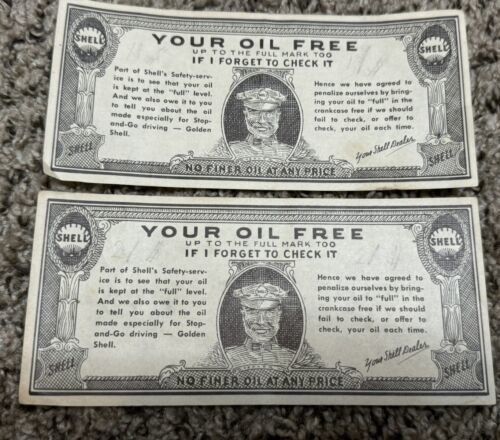 SHELL
YOUR OIL FREE
UP TO THE FULL MARK TOO
IF I FORGET TO CHECK IT
SHELL
Part of Shell's Safety-serv-
ice is to see that your oil
is kept at the "full" level.
And we also owe it to you
to tell you about the oil
made especially for Stop-
and-Go driving — Golden
Shell.
Hence we have agreed to
penalize ourselves by bring-
ing your oil to "full" in the
crankcase free if we should
fail to check, or offer to
check, your oil each time.
Your Shell Dealer
SHELL
SHELL
NO FINER OIL AT ANY PRICE
SHELL
YOUR OIL FREE
UP TO THE FULL MARK TOO
IF I FORGET TO CHECK IT
SHELL
Part of Shell's Safety-serv-
ice is to see that your oil
is kept at the "full" level.
And we also owe it to you
to tell you about the oil
made especially for Stop-
and-Go driving — Golden
Shell.
Hence we have agreed to
penalize ourselves by bring-
ing your oil to "full" in the
crankcase free if we should
fail to check, or offer to
check, your oil each time.
Your Shell Dealer
SHELL
SHELL
NO FINER OIL AT ANY PRICE